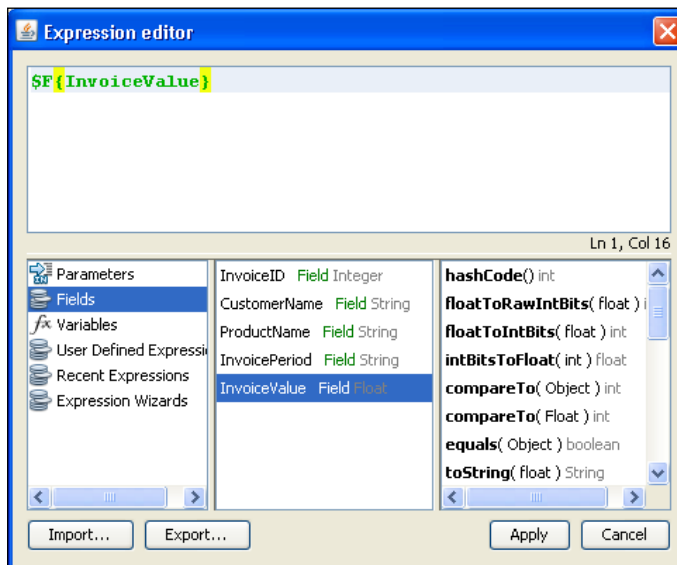 Expression editor
$F{InvoiceValue}
Ln 1, Col 16
Parameters
Fields
Variables
User Defined Expressi
Recent Expressions
Expression Wizards
InvoiceID Field Integer
CustomerName Field String
ProductName Field String
InvoicePeriod Field String
InvoiceValue Field Float
hashCode() int
floatToRawIntBits( float ) i
floatToIntBits( float ) int
intBitsToFloat( int ) float
compareTo( Object ) int
compareTo( Float ) int
equals( Object ) boolean
toString( float ) String
Import... Export... Apply Cancel